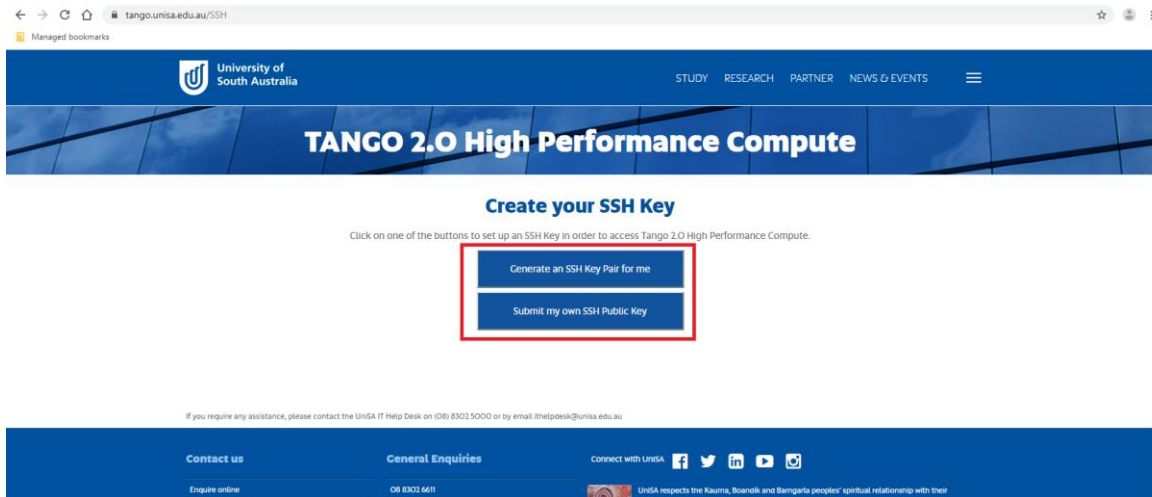 tango.unisa.edu.au/SSH
Managed bookmarks
University of
South Australia
STUDY RESEARCH PARTNER NEWS & EVENTS
TANGO 2.0 High Performance Compute
Create your SSH Key
Click on one of the buttons to set up an SSH Key in order to access Tango 2.0 High Performance Compute.
Generate an SSH Key Pair for me
Submit my own SSH Public Key
If you require any assistance, please contact the UniSA IT Help Desk on (08) 8302 5000 or by email ithelpdesk@unisa.edu.au
Contact us
General Enquiries
Connect with UniSA
Enquire online
08 8302 6611
UniSA respects the Kaurna, Boandik and Barngarla peoples' spiritual relationship with their